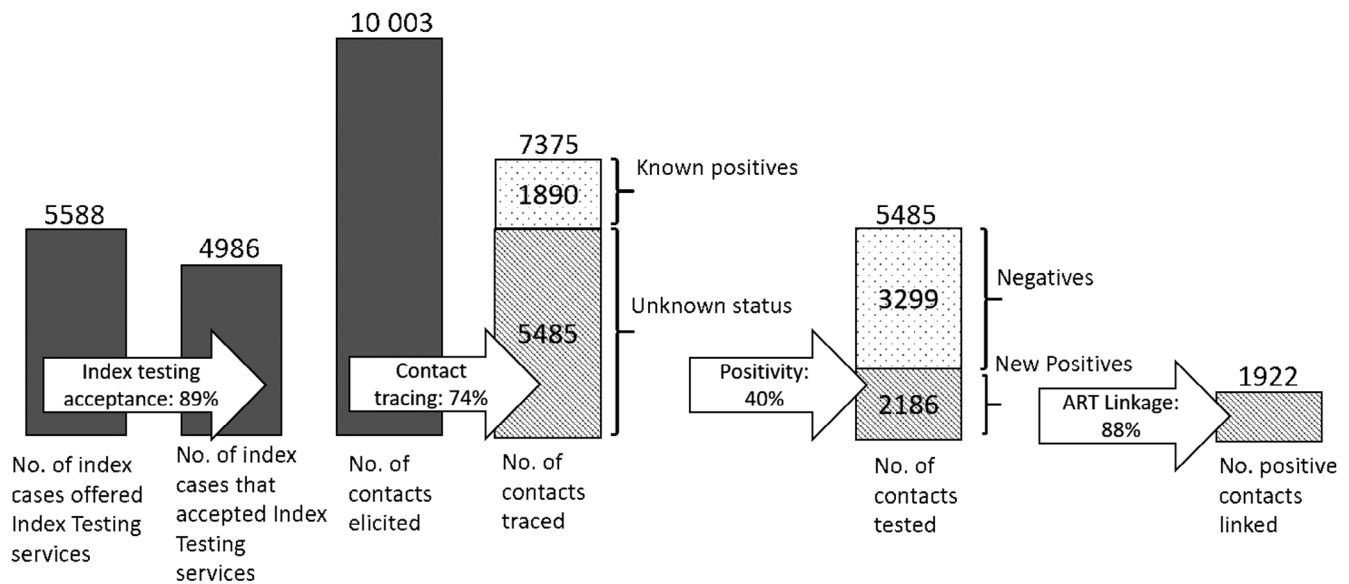 5588
Index testing
acceptance: 89%
No. of index
cases offered
Index Testing
services
4986
No. of index
cases that
accepted Index
Testing
services
10 003
Contact
tracing: 74%
No. of
contacts
elicited
7375
1890
Known positives
5485
Unknown status
No. of
contacts
traced
Positivity:
40%
5485
3299
Negatives
2186
New Positives
No. of
contacts
tested
ART Linkage:
88%
1922
No. positive
contacts
linked